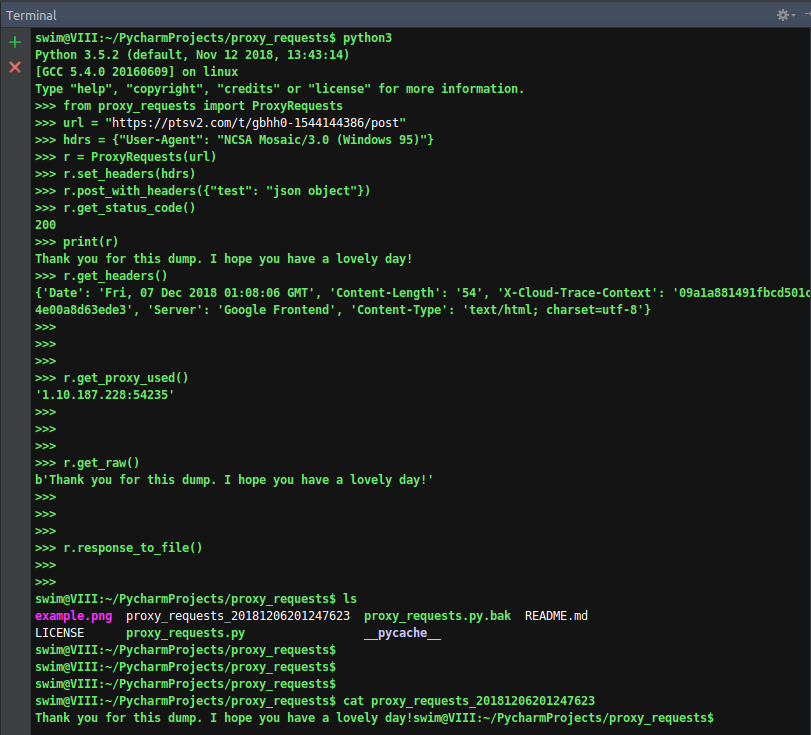 Terminal
swim@VIII:~/PycharmProjects/proxy_requests$ python3
Python 3.5.2 (default, Nov 12 2018, 13:43:14)
[GCC 5.4.0 20160609] on linux
Type "help", "copyright", "credits" or "license" for more information.
>>> from proxy_requests import ProxyRequests
>>> url = "https://ptsv2.com/t/gbhh0-1544144386/post"
>>> hdrs = {"User-Agent": "NCSA Mosaic/3.0 (Windows 95)"}
>>> r = ProxyRequests(url)
>>> r.set_headers(hdrs)
>>> r.post_with_headers({"test": "json object"})
>>> r.get_status_code()
200
>>> print(r)
Thank you for this dump. I hope you have a lovely day!
>>> r.get_headers()
{'Date': 'Fri, 07 Dec 2018 01:08:06 GMT', 'Content-Length': '54', 'X-Cloud-Trace-Context': '09a1a881491fbcd501c
4e00a8d63ede3', 'Server': 'Google Frontend', 'Content-Type': 'text/html; charset=utf-8'}
>>>
>>>
>>>
>>> r.get_proxy_used()
'1.10.187.228:54235'
>>>
>>>
>>>
>>> r.get_raw()
b'Thank you for this dump. I hope you have a lovely day!'
>>>
>>>
>>>
>>> r.response_to_file()
>>>
>>>
swim@VIII:~/PycharmProjects/proxy_requests$ ls
example.png  proxy_requests_20181206201247623  proxy_requests.py.bak  README.md
LICENSE      proxy_requests.py                 __pycache__
swim@VIII:~/PycharmProjects/proxy_requests$
swim@VIII:~/PycharmProjects/proxy_requests$
swim@VIII:~/PycharmProjects/proxy_requests$
swim@VIII:~/PycharmProjects/proxy_requests$ cat proxy_requests_20181206201247623
Thank you for this dump. I hope you have a lovely day!swim@VIII:~/PycharmProjects/proxy_requests$